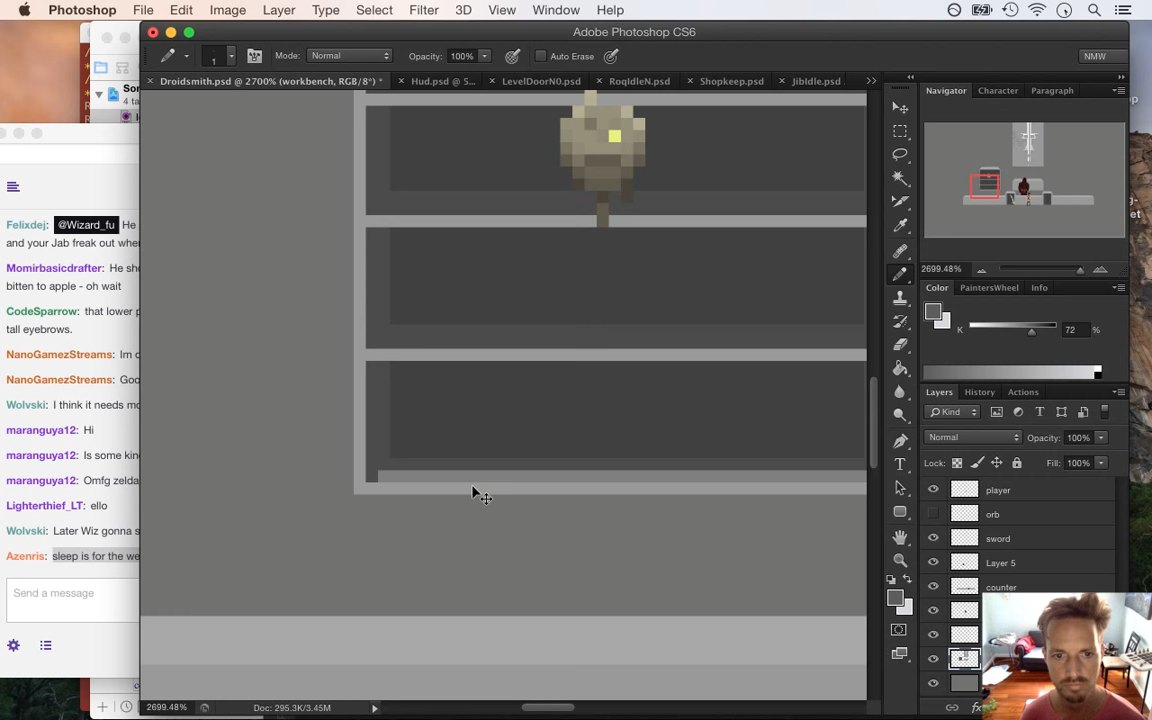 Photoshop File Edit Image Layer Type Select Filter 3D View Window Help
Adobe Photoshop CS6
1 Mode: Normal Opacity: 100% Auto Erase NMW
Droidsmith.psd @ 2700% (workbench, RGB/8*) * Hud.psd @ 5... LevelDoorN0.psd RoqIdleN.psd Shopkeep.psd JibIdle.psd
Felixdej: @Wizard_fu He
and your Jab freak out when
Momirbasicdrafter: He sho
bitten to apple - oh wait
CodeSparrow: that lower p
tall eyebrows.
NanoGamezStreams: Im c
NanoGamezStreams: Goo
Wolvski: I think it needs mo
maranguya12: Hi
maranguya12: Is some kin
maranguya12: Omfg zelda
Lighterthief_LT: ello
Wolvski: Later Wiz gonna s
Azenris: sleep is for the we
Send a message
Navigator Character Paragraph
2699.48%
Color PaintersWheel Info
K 72 %
Layers History Actions
Kind
Normal Opacity: 100%
Lock: Fill: 100%
player
orb
sword
Layer 5
counter
fx
2699.48% Doc: 295.3K/3.45M